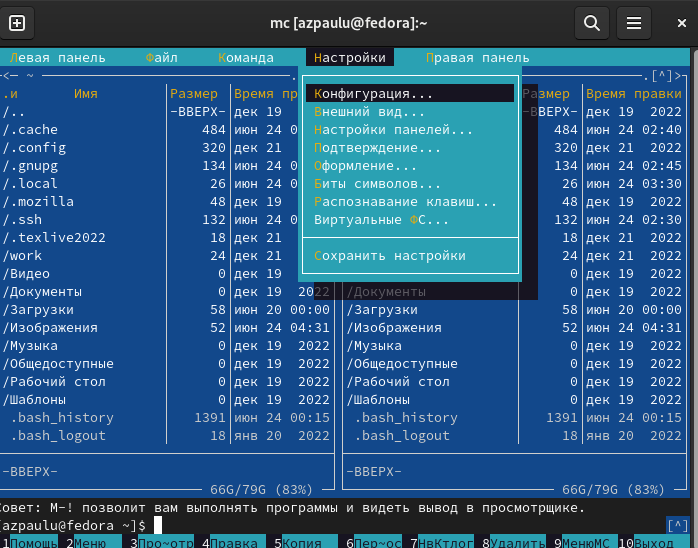 mc [azpaulu@fedora]:~
Левая панель Файл Команда Настройки Правая панель
<— ~ .[^]>
.и Имя Размер Время пр Размер Время правки
/.. -ВВЕРХ- дек 19 ВВЕРХ- дек 19 2022
/.cache 484 июн 24 0 484 июн 24 02:40
/.config 320 дек 21 320 дек 21 2022
/.gnupg 134 июн 24 0 134 июн 24 02:45
/.local 26 июн 24 0 26 июн 24 03:30
/.mozilla 48 дек 19 48 дек 19 2022
/.ssh 132 июн 24 0 132 июн 24 02:30
/.texlive2022 18 дек 21 18 дек 21 2022
/work 24 дек 21 24 дек 21 2022
/Видео 0 дек 19 0 дек 19 2022
/Документы 0 дек 19 2022 /Документы 0 дек 19 2022
/Загрузки 58 июн 20 00:00 /Загрузки 58 июн 20 00:00
/Изображения 52 июн 24 04:31 /Изображения 52 июн 24 04:31
/Музыка 0 дек 19 2022 /Музыка 0 дек 19 2022
/Общедоступные 0 дек 19 2022 /Общедоступные 0 дек 19 2022
/Рабочий стол 0 дек 19 2022 /Рабочий стол 0 дек 19 2022
/Шаблоны 0 дек 19 2022 /Шаблоны 0 дек 19 2022
.bash_history 1391 июн 24 00:15 .bash_history 1391 июн 24 00:15
.bash_logout 18 янв 20 2022 .bash_logout 18 янв 20 2022
Конфигурация...
Внешний вид...
Настройки панелей...
Подтверждение...
Оформление...
Биты символов...
Распознавание клавиш...
Виртуальные ФС...
Сохранить настройки
-ВВЕРХ- -ВВЕРХ-
66G/79G (83%) 66G/79G (83%)
Совет: M-! позволит вам выполнять программы и видеть вывод в просмотрщике.
[azpaulu@fedora ~]$ [^]
1Помощь 2Меню 3Про~отр 4Правка 5Копия 6Пер~ос 7НвКтлог 8Удалить 9МенюМС 10Выход